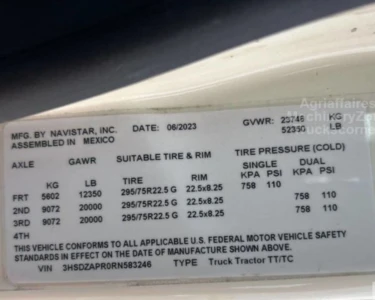 Agriaffaires
MachineryZone
Truckscorner
MFG. BY NAVISTAR, INC. DATE: 06/2023 GVWR: 23746 KG
ASSEMBLED IN MEXICO 52350 LB
AXLE GAWR SUITABLE TIRE & RIM TIRE PRESSURE (COLD)
SINGLE DUAL
KG LB TIRE RIM KPA PSI KPA PSI
FRT 5602 12350 295/75R22.5 G 22.5x8.25 758 110
2ND 9072 20000 295/75R22.5 G 22.5x8.25 758 110
3RD 9072 20000 295/75R22.5 G 22.5x8.25 758 110
4TH
THIS VEHICLE CONFORMS TO ALL APPLICABLE U.S. FEDERAL MOTOR VEHICLE SAFETY
STANDARDS IN EFFECT ON THE DATE OF MANUFACTURE SHOWN ABOVE.
VIN 3HSDZAPR0RN583246 TYPE Truck Tractor TT/TC